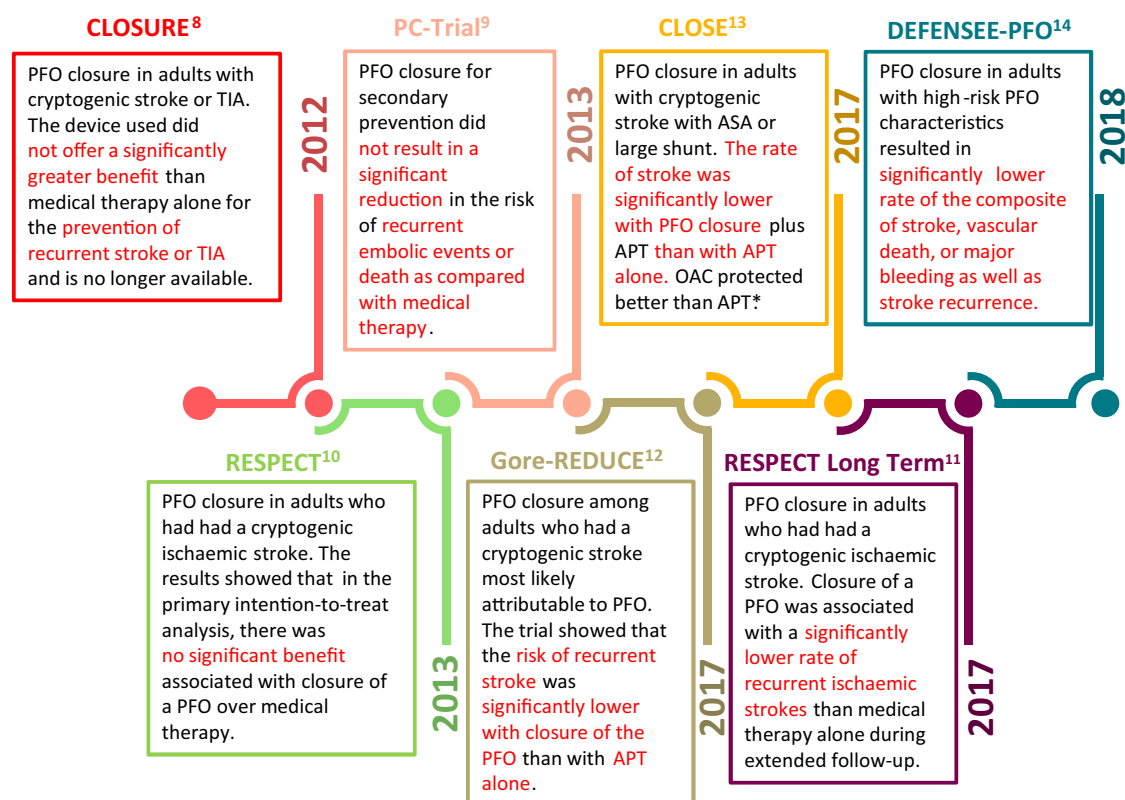 CLOSURE⁸
PFO closure in adults with
cryptogenic stroke or TIA.
The device used did
not offer a significantly
greater benefit than
medical therapy alone for
the prevention of
recurrent stroke or TIA
and is no longer available.
2012
PC-Trial⁹
PFO closure for
secondary
prevention did
not result in a
significant
reduction in the risk
of recurrent
embolic events or
death as compared
with medical
therapy.
2013
CLOSE¹³
PFO closure in adults
with cryptogenic
stroke with ASA or
large shunt. The rate
of stroke was
significantly lower
with PFO closure plus
APT than with APT
alone. OAC protected
better than APT.*
2017
DEFENSEE-PFO¹⁴
PFO closure in adults
with high-risk PFO
characteristics
resulted in
significantly lower
rate of the composite
of stroke, vascular
death, or major
bleeding as well as
stroke recurrence.
2018
RESPECT¹⁰
PFO closure in adults who
had had a cryptogenic
ischaemic stroke. The
results showed that in the
primary intention-to-treat
analysis, there was
no significant benefit
associated with closure of
a PFO over medical
therapy.
2013
Gore-REDUCE¹²
PFO closure among
adults who had a
cryptogenic stroke
most likely
attributable to PFO.
The trial showed that
the risk of recurrent
stroke was
significantly lower
with closure of the
PFO than with APT
alone.
2017
RESPECT Long Term¹¹
PFO closure in adults
who had had a
cryptogenic ischaemic
stroke. Closure of a
PFO was associated
with a significantly
lower rate of
recurrent ischaemic
strokes than medical
therapy alone during
extended follow-up.
2017